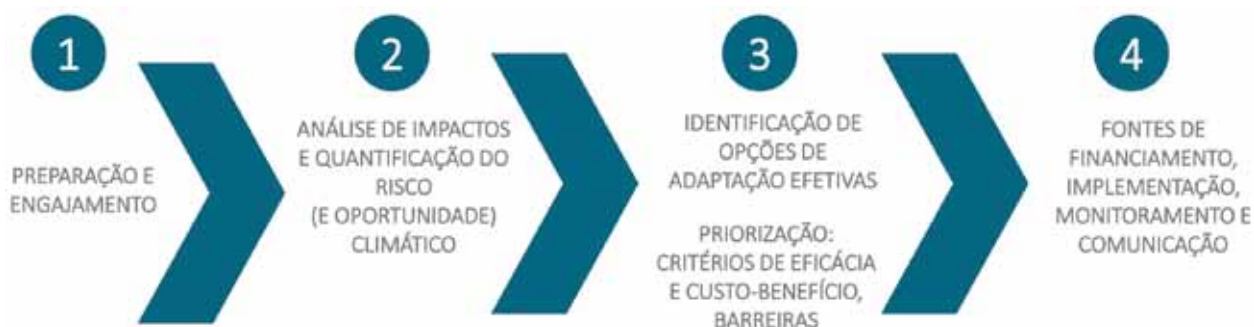 1
PREPARAÇÃO E
ENGAJAMENTO
2
ANÁLISE DE IMPACTOS
E QUANTIFICAÇÃO DO
RISCO
(E OPORTUNIDADE)
CLIMÁTICO
3
IDENTIFICAÇÃO DE
OPÇÕES DE
ADAPTAÇÃO EFETIVAS
PRIORIZAÇÃO:
CRITÉRIOS DE EFICÁCIA
E CUSTO-BENEFÍCIO,
BARREIRAS
4
FONTES DE
FINANCIAMENTO,
IMPLEMENTAÇÃO,
MONITORAMENTO E
COMUNICAÇÃO